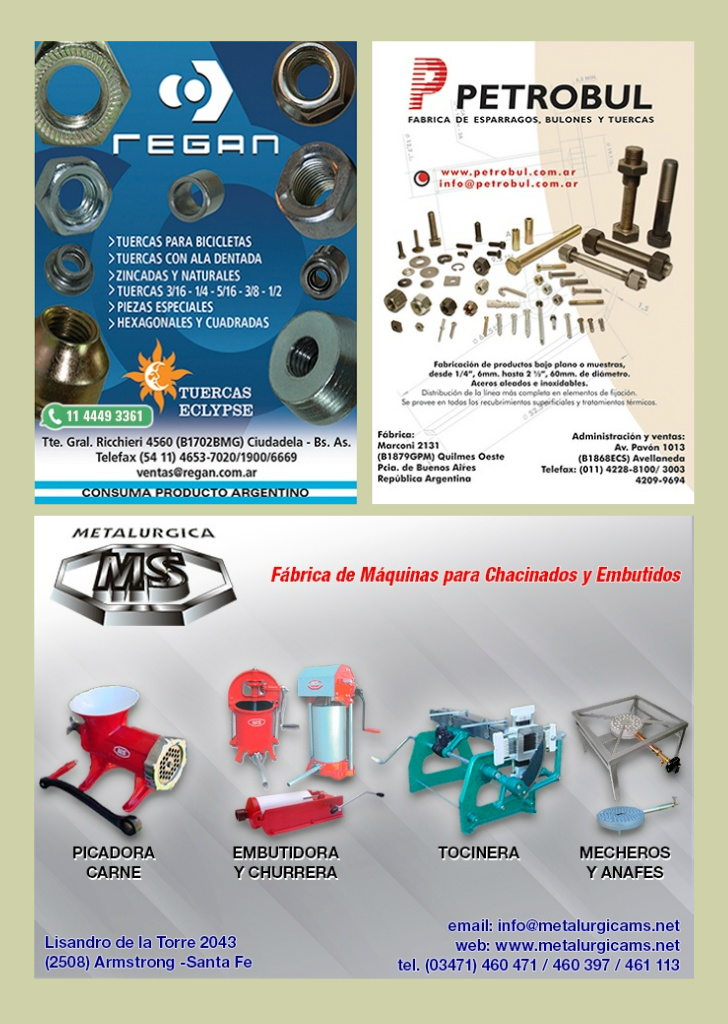 REGAN
TUERCAS PARA BICICLETAS
TUERCAS CON ALA DENTADA
ZINCADAS Y NATURALES
TUERCAS 3/16 - 1/4 - 5/16 - 3/8 - 1/2
PIEZAS ESPECIALES
HEXAGONALES Y CUADRADAS
TUERCAS
ECLYPSE
11 4449 3361
Tte. Gral. Ricchieri 4560 (B1702BMG) Ciudadela - Bs. As.
Telefax (54 11) 4653-7020/1900/6669
ventas@regan.com.ar
CONSUMA PRODUCTO ARGENTINO
PETROBUL
FABRICA DE ESPARRAGOS, BULONES Y TUERCAS
www.petrobul.com.ar
info@petrobul.com.ar
Fabricación de productos bajo plano o muestras,
desde 1/4", 6mm. hasta 2 ½", 60mm. de diámetro.
Aceros aleados e inoxidables.
Distribución de la línea más completa en elementos de fijación.
Se provee en todos los recubrimientos superficiales y tratamientos térmicos.
Fábrica:
Marconi 2131
(B1879GPM) Quilmes Oeste
Pcia. de Buenos Aires
República Argentina
Administración y ventas:
Av. Pavón 1013
(B1868ECS) Avellaneda
Telefax: (011) 4228-8100/ 3003
4209-9694
METALURGICA
MS
Fábrica de Máquinas para Chacinados y Embutidos
MS
PICADORA
CARNE
EMBUTIDORA
Y CHURRERA
TOCINERA
MECHEROS
Y ANAFES
Lisandro de la Torre 2043
(2508) Armstrong -Santa Fe
email: info@metalurgicams.net
web: www.metalurgicams.net
tel. (03471) 460 471 / 460 397 / 461 113